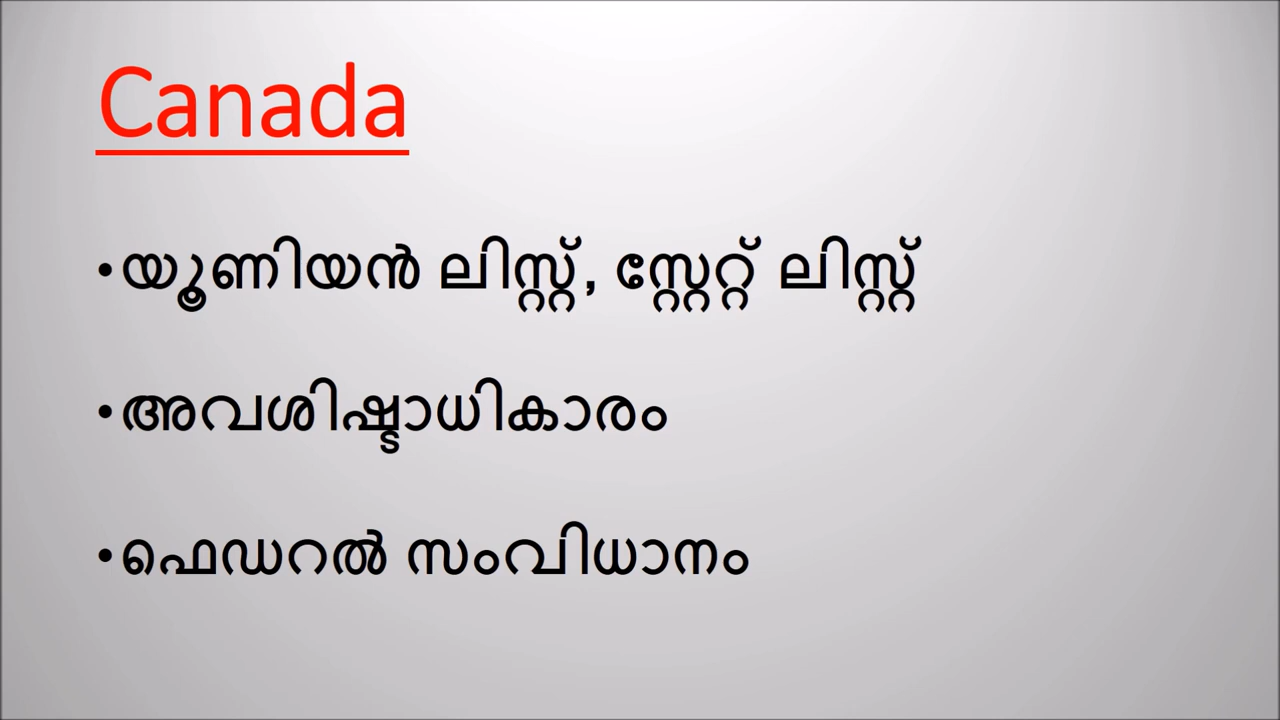 Canada
•യൂണിയൻ ലിസ്റ്റ്, സ്റ്റേറ്റ് ലിസ്റ്റ്
•അവശിഷ്ടാധികാരം
•ഫെഡറൽ സംവിധാനം